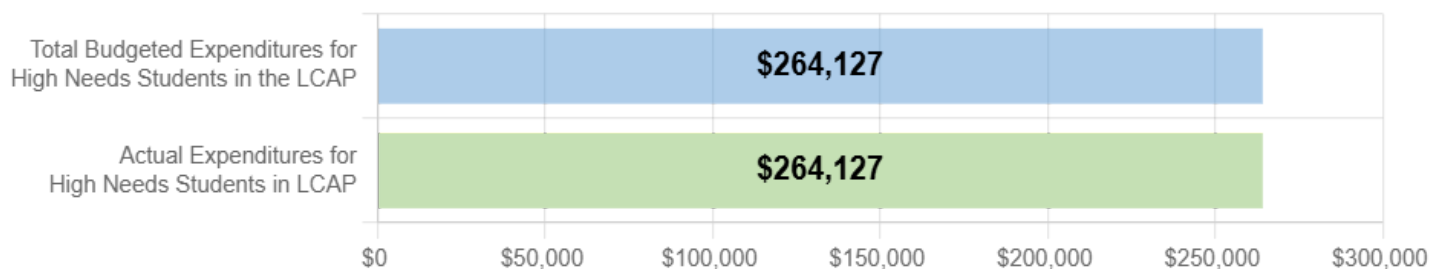 Total Budgeted Expenditures for
High Needs Students in the LCAP
$264,127
Actual Expenditures for
High Needs Students in LCAP
$264,127
$0 $50,000 $100,000 $150,000 $200,000 $250,000 $300,000